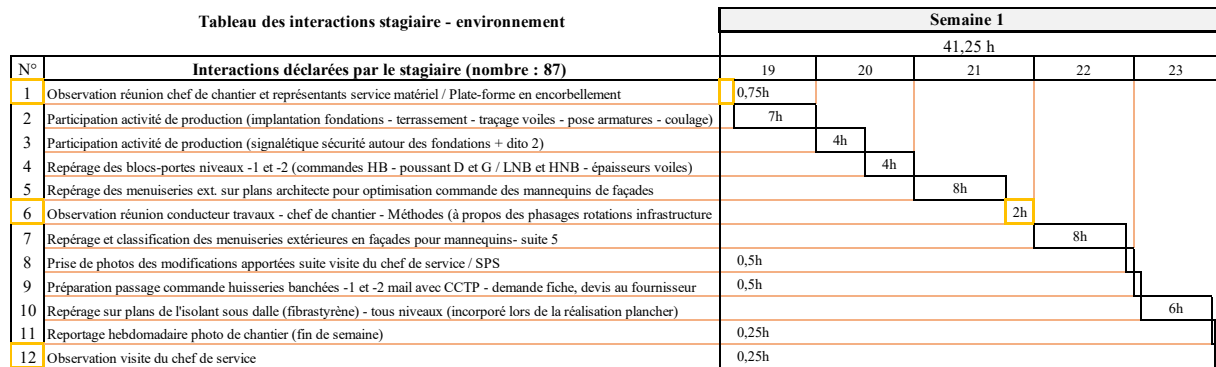 Tableau des interactions stagiaire - environnement Semaine 1
41,25 h
N° Interactions déclarées par le stagiaire (nombre : 87) 19 20 21 22 23
1 Observation réunion chef de chantier et représentants service matériel / Plate-forme en encorbellement 0,75h
2 Participation activité de production (implantation fondations - terrassement - traçage voiles - pose armatures - coulage) 7h
3 Participation activité de production (signalétique sécurité autour des fondations + dito 2) 4h
4 Repérage des blocs-portes niveaux -1 et -2 (commandes HB - poussant D et G / LNB et HNB - épaisseurs voiles) 4h
5 Repérage des menuiseries ext. sur plans architecte pour optimisation commande des mannequins de façades 8h
6 Observation réunion conducteur travaux - chef de chantier - Méthodes (à propos des phasages rotations infrastructure 2h
7 Repérage et classification des menuiseries extérieures en façades pour mannequins- suite 5 8h
8 Prise de photos des modifications apportées suite visite du chef de service / SPS 0,5h
9 Préparation passage commande huisseries banchées -1 et -2 mail avec CCTP - demande fiche, devis au fournisseur 0,5h
10 Repérage sur plans de l'isolant sous dalle (fibrastyrène) - tous niveaux (incorporé lors de la réalisation plancher) 6h
11 Reportage hebdomadaire photo de chantier (fin de semaine) 0,25h
12 Observation visite du chef de service 0,25h